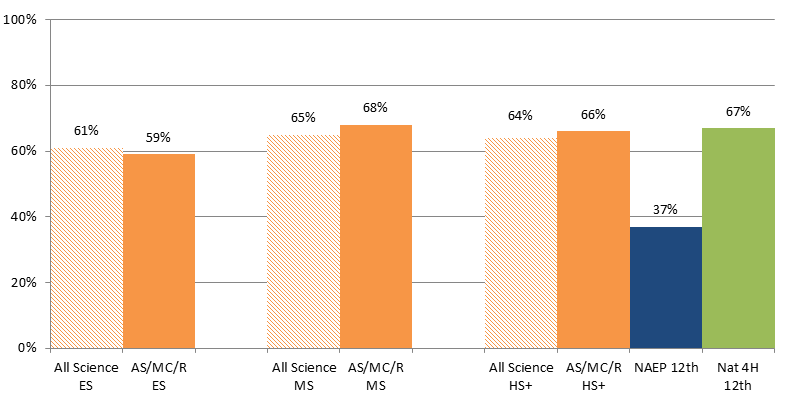 100%
80%
60%
40%
20%
0%
61%
59%
65%
68%
64%
66%
37%
67%
All Science
ES
AS/MC/R
ES
All Science
MS
AS/MC/R
MS
All Science
HS+
AS/MC/R
HS+
NAEP 12th
Nat 4H
12th